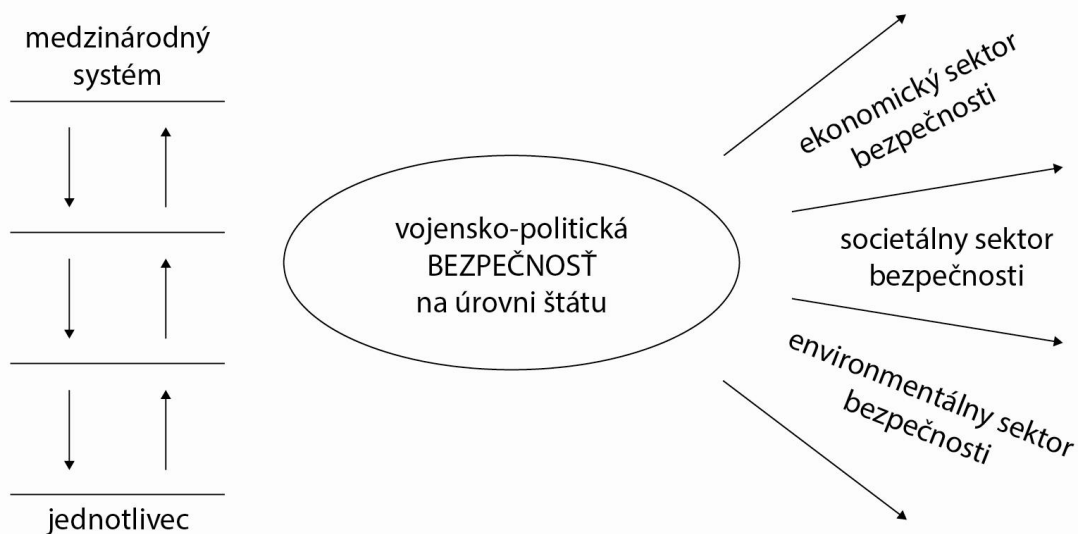 medzinárodný
systém
jednotlivec
vojensko-politická
BEZPEČNOSŤ
na úrovni štátu
ekonomický sektor
bezpečnosti
societálny sektor
bezpečnosti
environmentálny sektor
bezpečnosti